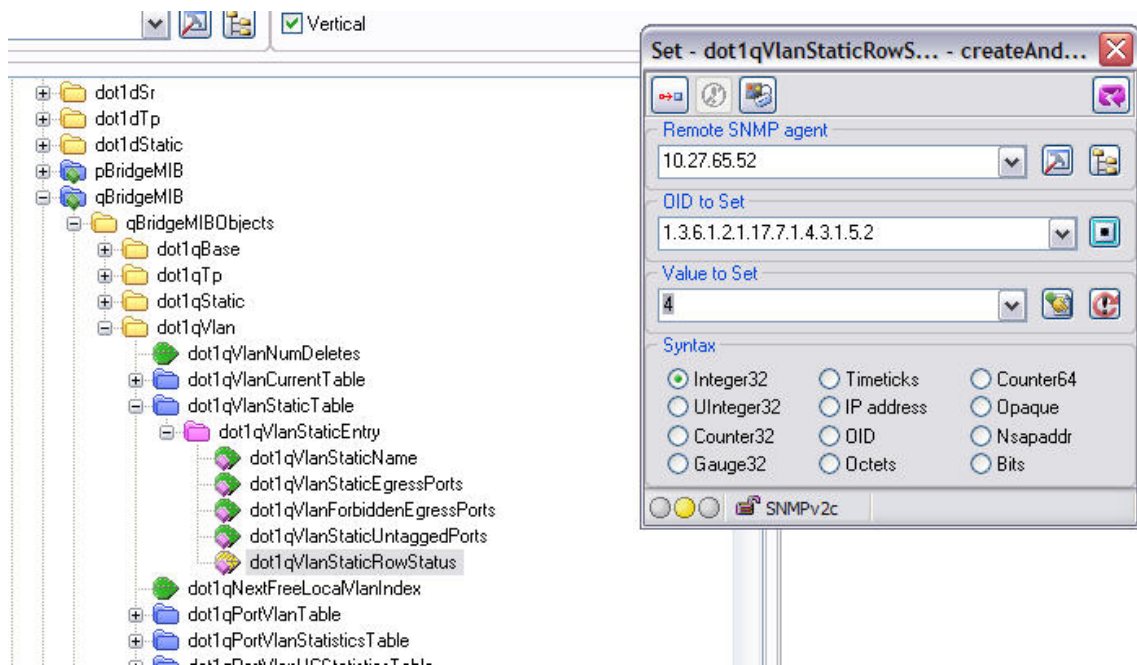 Vertical
dot1dSr
dot1dTp
dot1dStatic
pBridgeMIB
qBridgeMIB
qBridgeMIBObjects
dot1qBase
dot1qTp
dot1qStatic
dot1qVlan
dot1qVlanNumDeletes
dot1qVlanCurrentTable
dot1qVlanStaticTable
dot1qVlanStaticEntry
dot1qVlanStaticName
dot1qVlanStaticEgressPorts
dot1qVlanForbiddenEgressPorts
dot1qVlanStaticUntaggedPorts
dot1qVlanStaticRowStatus
dot1qNextFreeLocalVlanIndex
dot1qPortVlanTable
dot1qPortVlanStatisticsTable
dot1qPortVlanHCStatisticsTable
Set - dot1qVlanStaticRowS... - createAnd...
Remote SNMP agent
10.27.65.52
OID to Set
1.3.6.1.2.1.17.7.1.4.3.1.5.2
Value to Set
4
Syntax
Integer32 Timeticks Counter64
UInteger32 IP address Opaque
Counter32 OID Nsapaddr
Gauge32 Octets Bits
SNMPv2c